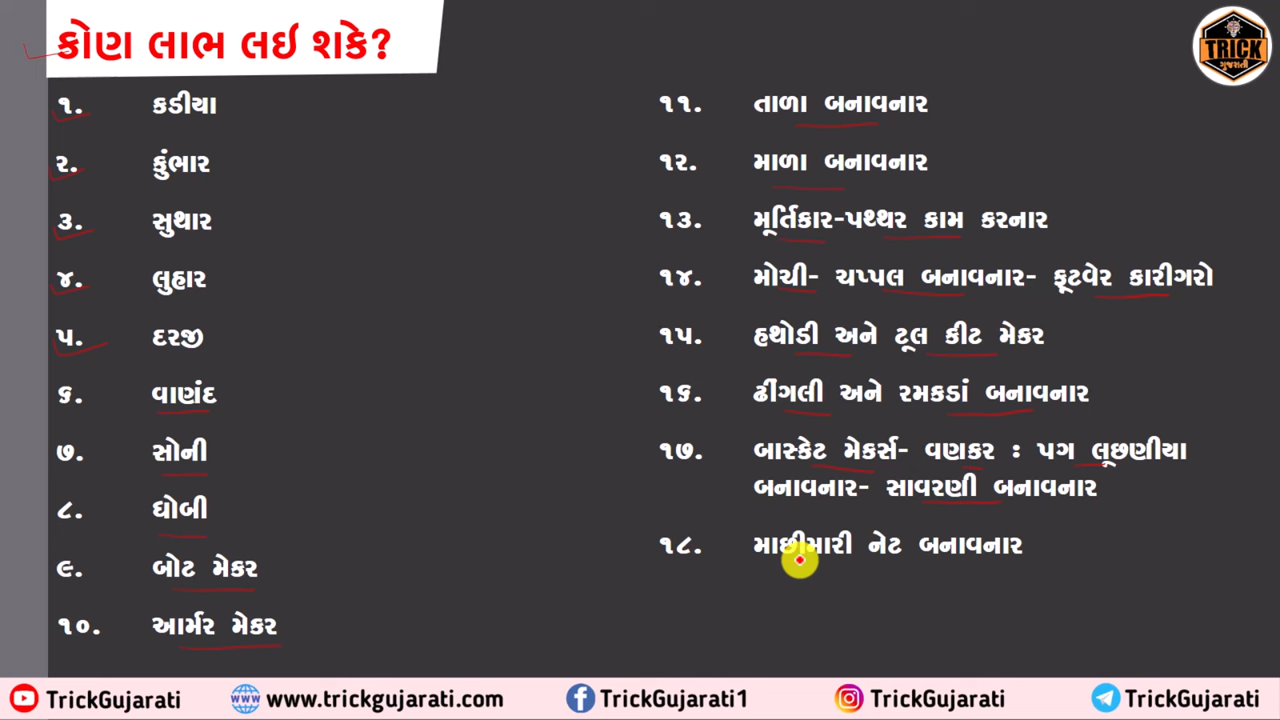 કોણ લાભ લઇ શકે?
TRICK
ગુજરાતી
૧. કડીયા
૨. કુંભાર
૩. સુથાર
૪. લુહાર
૫. દરજી
૬. વાણંદ
૭. સોની
૮. ધોબી
૯. બોટ મેકર
૧૦. આર્મર મેકર
૧૧. તાળા બનાવનાર
૧૨. માળા બનાવનાર
૧૩. મૂર્તિકાર-પથ્થર કામ કરનાર
૧૪. મોચી- ચપ્પલ બનાવનાર- ફૂટવેર કારીગરો
૧૫. હથોડી અને ટૂલ કીટ મેકર
૧૬. ઢીંગલી અને રમકડાં બનાવનાર
૧૭. બાસ્કેટ મેકર્સ- વણકર : પગ લૂછણીયા
બનાવનાર- સાવરણી બનાવનાર
૧૮. માછીમારી નેટ બનાવનાર
TrickGujarati www.trickgujarati.com TrickGujarati1 TrickGujarati TrickGujarati